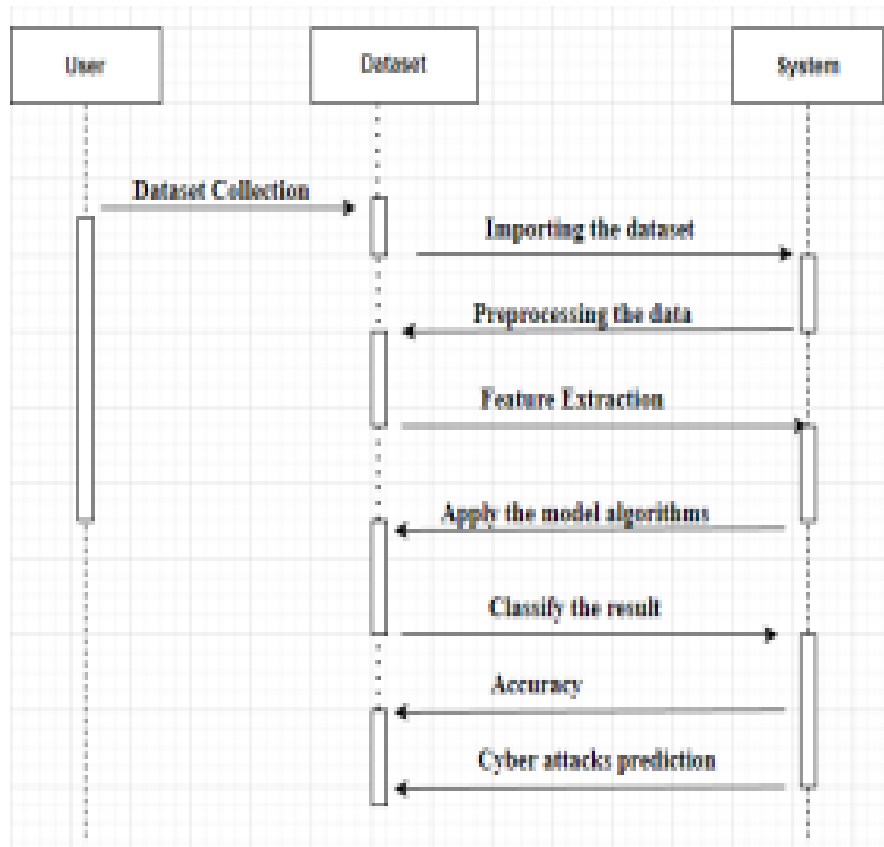 User
Dataset
System
Dataset Collection
Importing the dataset
Preprocessing the data
Feature Extraction
Apply the model algorithms
Classify the result
Accuracy
Cyber attacks prediction